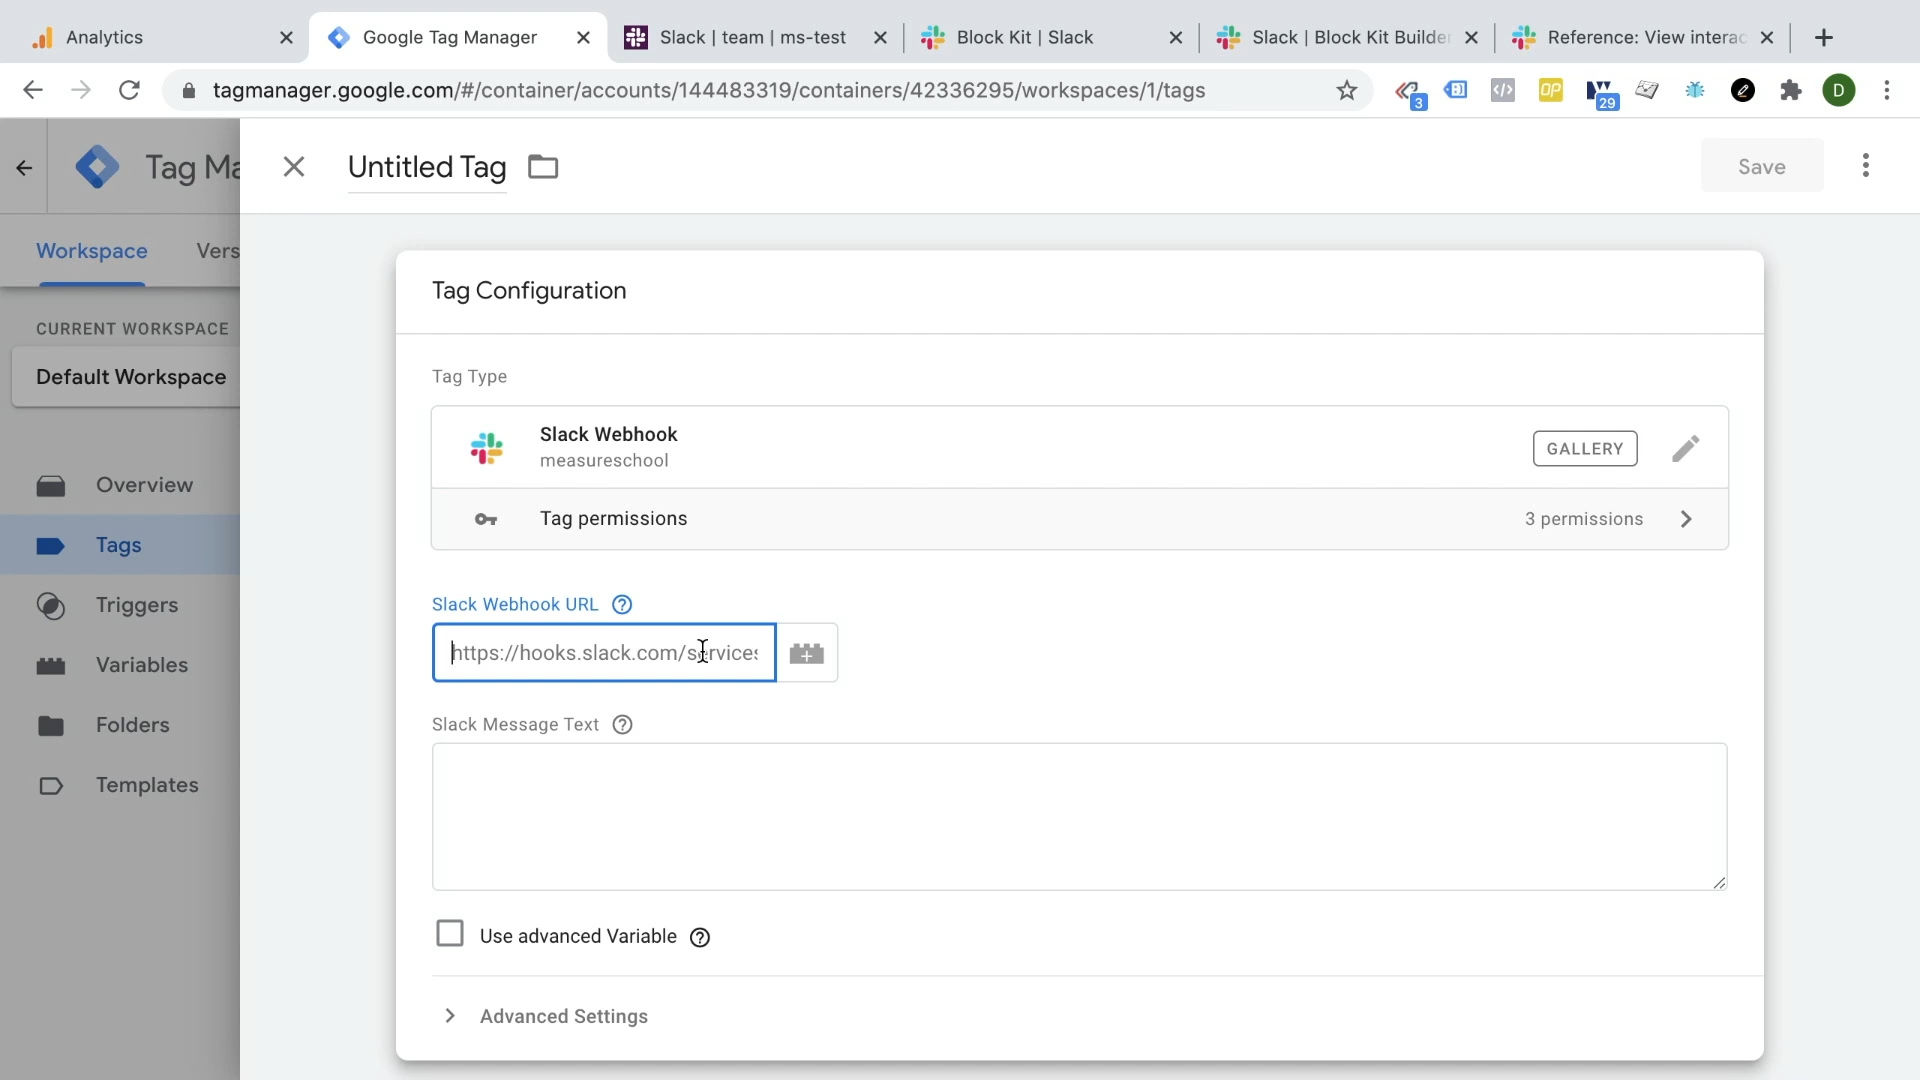 Analytics
Google Tag Manager
Slack | team | ms-test
Block Kit | Slack
Slack | Block Kit Builder
Reference: View interac
tagmanager.google.com/#/container/accounts/144483319/containers/42336295/workspaces/1/tags
3
</>
OP
29
D
Tag Ma
Untitled Tag
Save
Workspace
Vers
Tag Configuration
CURRENT WORKSPACE
Default Workspace
Tag Type
Slack Webhook
measureschool
GALLERY
Tag permissions
3 permissions
Overview
Tags
Triggers
Variables
Folders
Templates
Slack Webhook URL
https://hooks.slack.com/services
Slack Message Text
Use advanced Variable
Advanced Settings